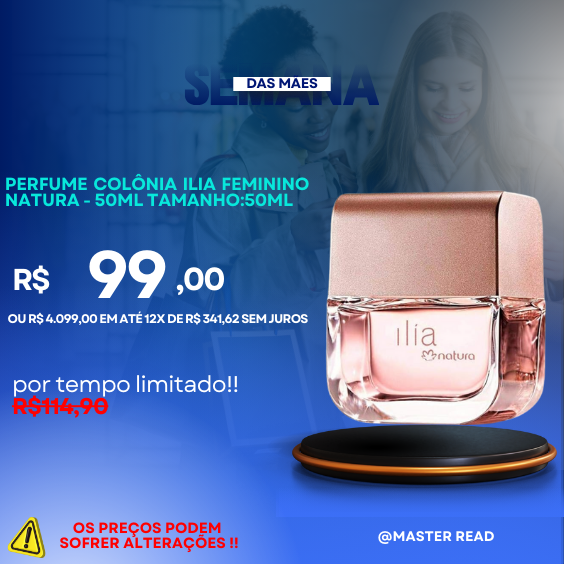 SEMANA
DAS MAES
PERFUME COLÔNIA ILIA FEMININO
NATURA - 50ML TAMANHO:50ML
R$ 99,00
OU R$ 4.099,00 EM ATÉ 12X DE R$ 341,62 SEM JUROS
ilía
natura
por tempo limitado!!
R$114,90
OS PREÇOS PODEM
SOFRER ALTERAÇÕES !!
@MASTER READ